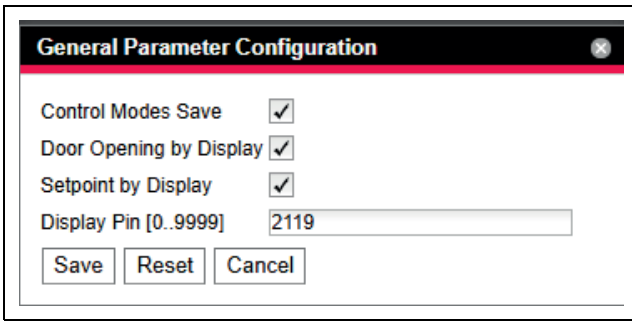 General Parameter Configuration
Control Modes Save
Door Opening by Display
Setpoint by Display
Display Pin [0..9999] 2119
Save Reset Cancel